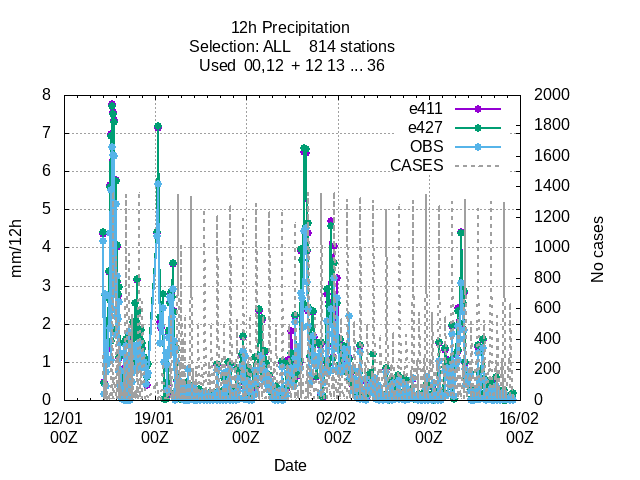 12h Precipitation
Selection: ALL    814 stations
Used  00,12  + 12 13 ... 36
8
7
6
5
4
3
2
1
0
mm/12h
2000
1800
1600
1400
1200
1000
800
600
400
200
0
No cases
e411
e427
OBS
CASES
12/01 19/01 26/01 02/02 09/02 16/02
00Z 00Z 00Z 00Z 00Z 00Z
Date